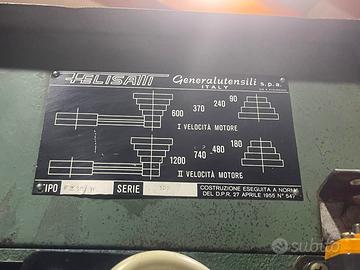 FELISATTI Generalutensili s.p.a.
ITALY
600 370 240 90
I VELOCITÀ MOTORE
1200 740 480 180
II VELOCITÀ MOTORE
TIPO SERIE COSTRUZIONE ESEGUITA A NORMA
DEL D.P.R. 27 APRILE 1955 N° 547
subito